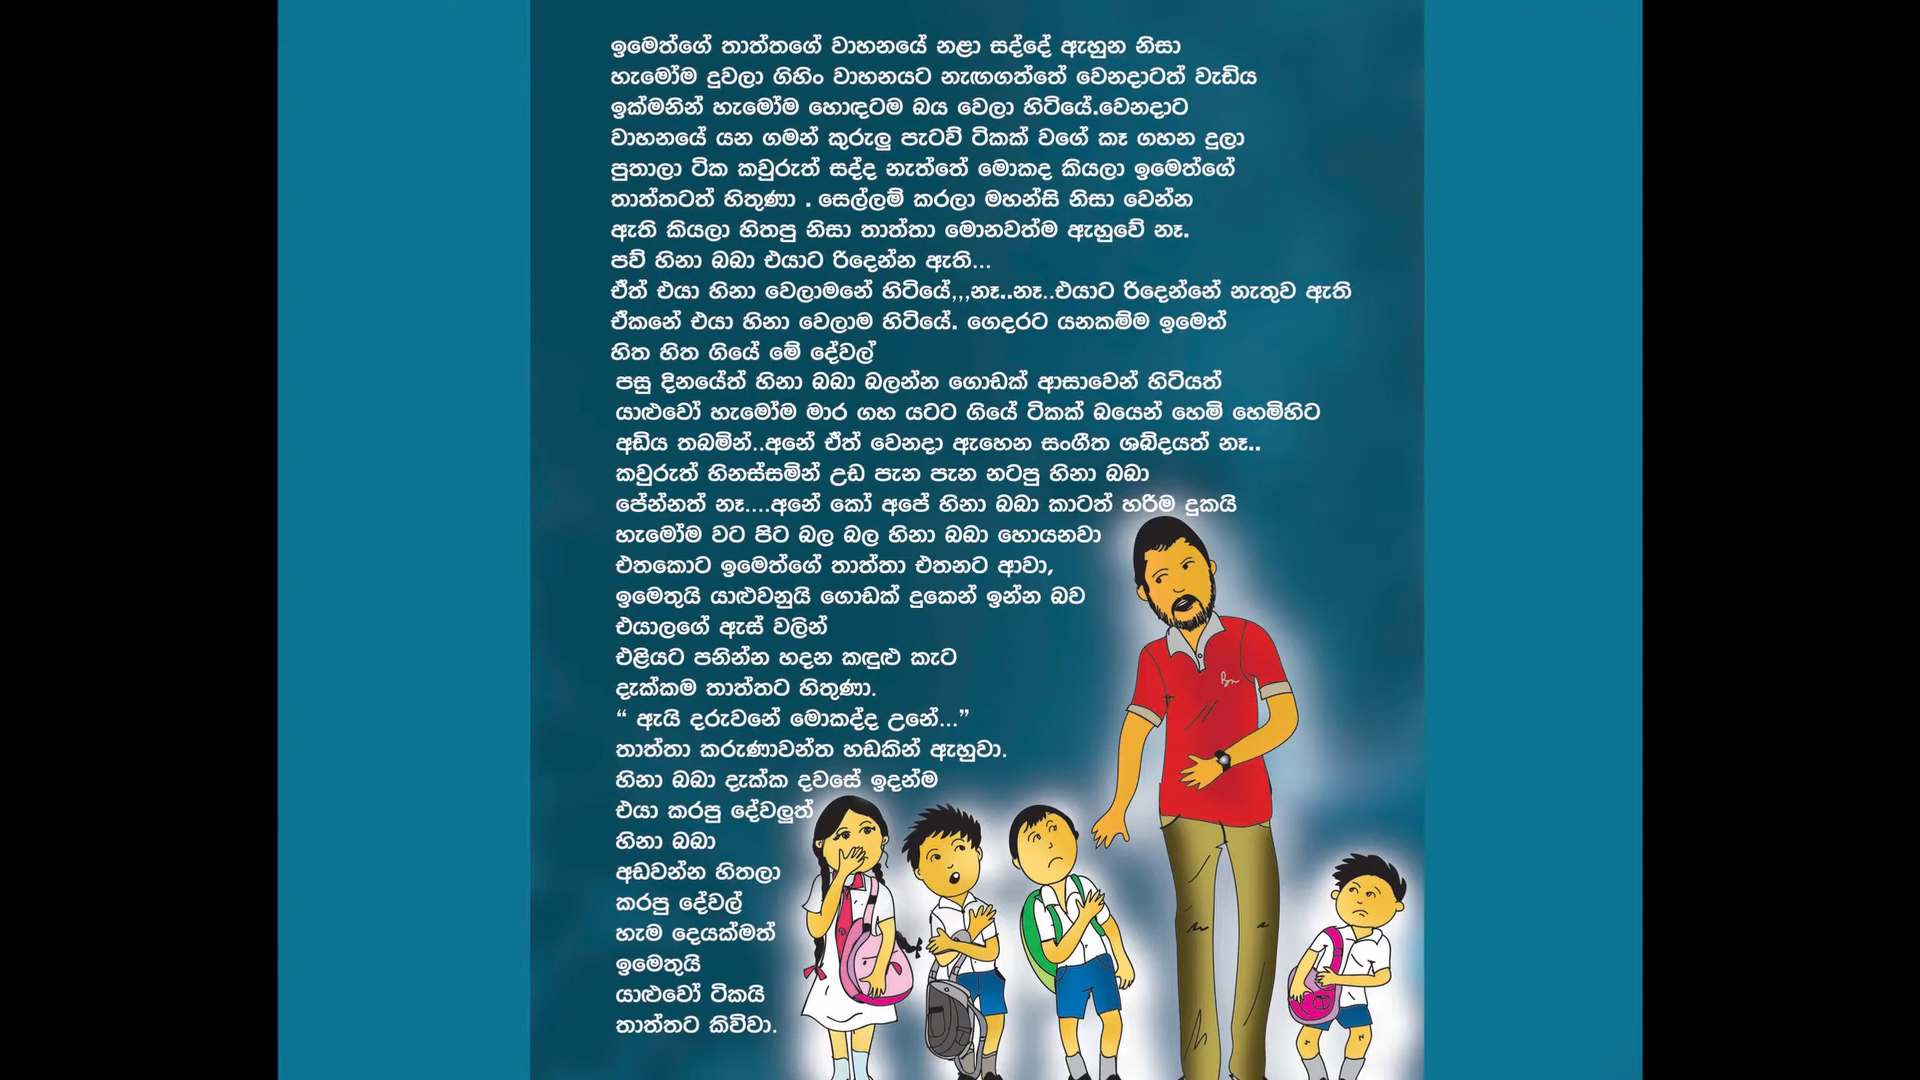 ඉමෙත්ගේ තාත්තගේ වාහනයේ නළා සද්දේ ඇහුන නිසා
හැමෝම දුවලා ගිහිං වාහනයට නැඟගත්තේ වෙනදාටත් වැඩිය
ඉක්මනින් හැමෝම හොඳටම බය වෙලා හිටියේ.වෙනදාට
වාහනයේ යන ගමන් කුරුලු පැටව් ටිකක් වගේ කෑ ගහන දුලා
පුතාලා ටික කවුරුත් සද්ද නැත්තේ මොකද කියලා ඉමෙත්ගේ
තාත්තටත් හිතුණා . සෙල්ලම් කරලා මහන්සි නිසා වෙන්න
ඇති කියලා හිතපු නිසා තාත්තා මොනවත්ම ඇහුවේ නෑ.
පව් හිනා බබා එයාට රිදෙන්න ඇති...
ඒත් එයා හිනා වෙලාමනේ හිටියේ,,,නෑ..නෑ..එයාට රිදෙන්නේ නැතුව ඇති
ඒකනේ එයා හිනා වෙලාම හිටියේ. ගෙදරට යනකම්ම ඉමෙත්
හිත හිත ගියේ මේ දේවල්
පසු දිනයේත් හිනා බබා බලන්න ගොඩක් ආසාවෙන් හිටියත්
යාළුවෝ හැමෝම මාර ගහ යටට ගියේ ටිකක් බයෙන් හෙමි හෙමිහිට
අඩිය තබමින්..අනේ ඒත් වෙනදා ඇහෙන සංගීත ශබ්දයත් නෑ..
කවුරුත් හිනස්සමින් උඩ පැන පැන නටපු හිනා බබා
පේන්නත් නෑ....අනේ කෝ අපේ හිනා බබා කාටත් හරිම දුකයි
හැමෝම වට පිට බල බල හිනා බබා හොයනවා
එතකොට ඉමෙත්ගේ තාත්තා එතනට ආවා,
ඉමෙතුයි යාළුවනුයි ගොඩක් දුකෙන් ඉන්න බව
එයාලගේ ඇස් වලින්
එළියට පනින්න හදන කඳුළු කැට
දැක්කම තාත්තට හිතුණා.
“ ඇයි දරුවනේ මොකද්ද උනේ...”
තාත්තා කරුණාවන්ත හඩකින් ඇහුවා.
හිනා බබා දැක්ක දවසේ ඉදන්ම
එයා කරපු දේවලුත්
හිනා බබා
අඩවන්න හිතලා
කරපු දේවල්
හැම දෙයක්මත්
ඉමෙතුයි
යාළුවෝ ටිකයි
තාත්තට කිව්වා.